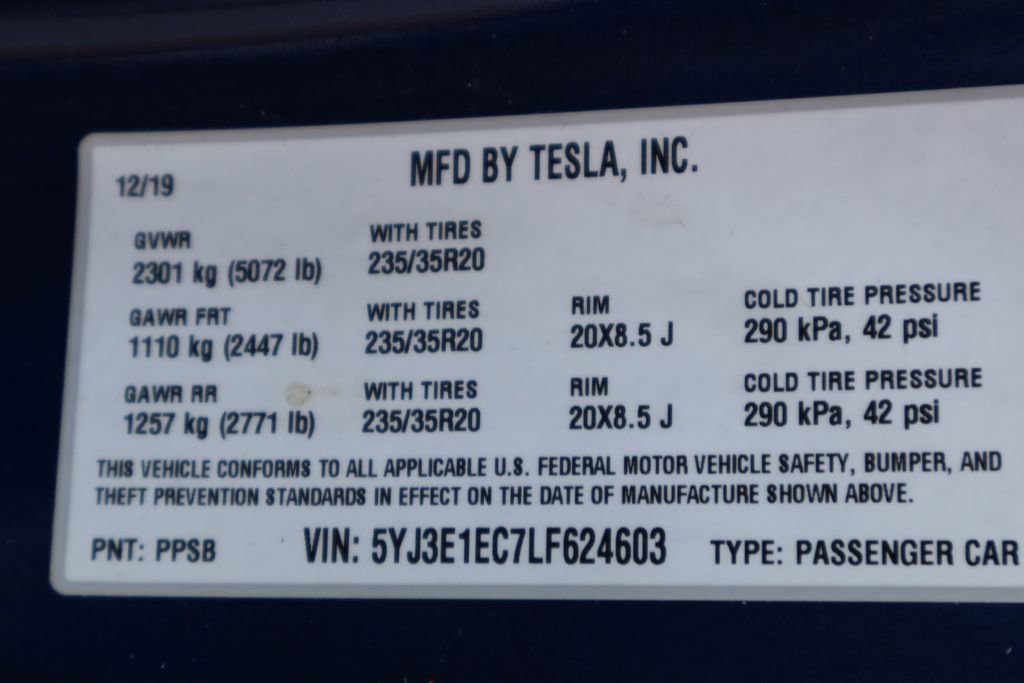 MFD BY TESLA, INC.
12/19
GVWR WITH TIRES
2301 kg (5072 lb) 235/35R20
GAWR FRT WITH TIRES RIM COLD TIRE PRESSURE
1110 kg (2447 lb) 235/35R20 20X8.5 J 290 kPa, 42 psi
GAWR RR WITH TIRES RIM COLD TIRE PRESSURE
1257 kg (2771 lb) 235/35R20 20X8.5 J 290 kPa, 42 psi
THIS VEHICLE CONFORMS TO ALL APPLICABLE U.S. FEDERAL MOTOR VEHICLE SAFETY, BUMPER, AND
THEFT PREVENTION STANDARDS IN EFFECT ON THE DATE OF MANUFACTURE SHOWN ABOVE.
PNT: PPSB VIN: 5YJ3E1EC7LF624603 TYPE: PASSENGER CAR